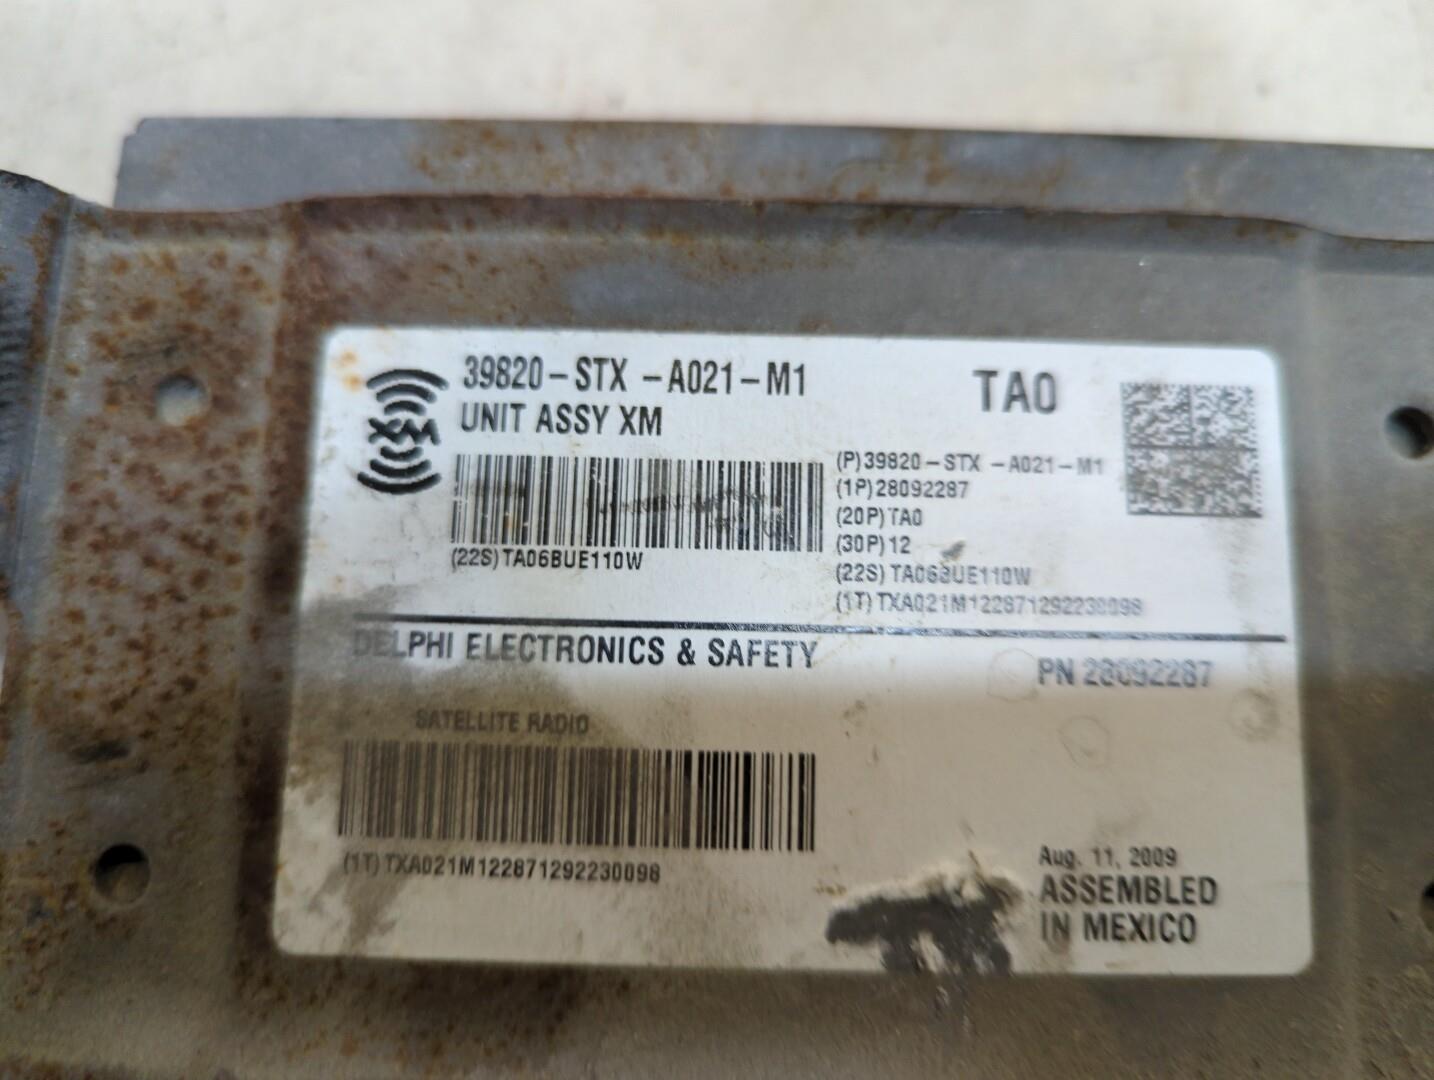 39820-STX -A021-M1
UNIT ASSY XM
TA0
XM
(22S)TA06BUE110W
(P)39820-STX -A021-M1
(1P)28092287
(20P)TA0
(30P)12
(22S)TA06BUE110W
(1T)TXA021M122871292230098
DELPHI ELECTRONICS & SAFETY
PN 28092287
SATELLITE RADIO
(1T)TXA021M122871292230098
Aug. 11, 2009
ASSEMBLED
IN MEXICO